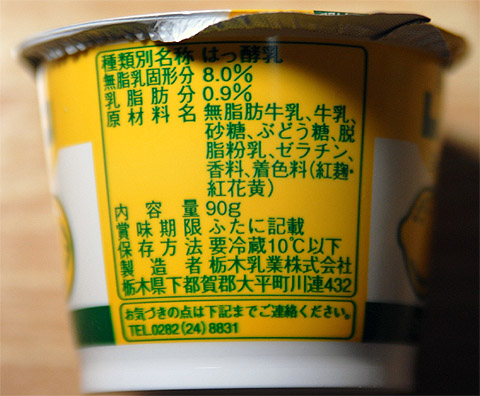 種類別名称 はっ酵乳
無脂乳固形分 8.0%
乳脂肪分 0.9%
原材料名 無脂肪牛乳、牛乳、
砂糖、ぶどう糖、脱
脂粉乳、ゼラチン、
香料、着色料(紅麹・
紅花黄)
内容量 90g
賞味期限 ふたに記載
保存方法 要冷蔵10℃以下
製造者 栃木乳業株式会社
栃木県下都賀郡大平町川連432
お気づきの点は下記までご連絡ください。
TEL0282(24)8831